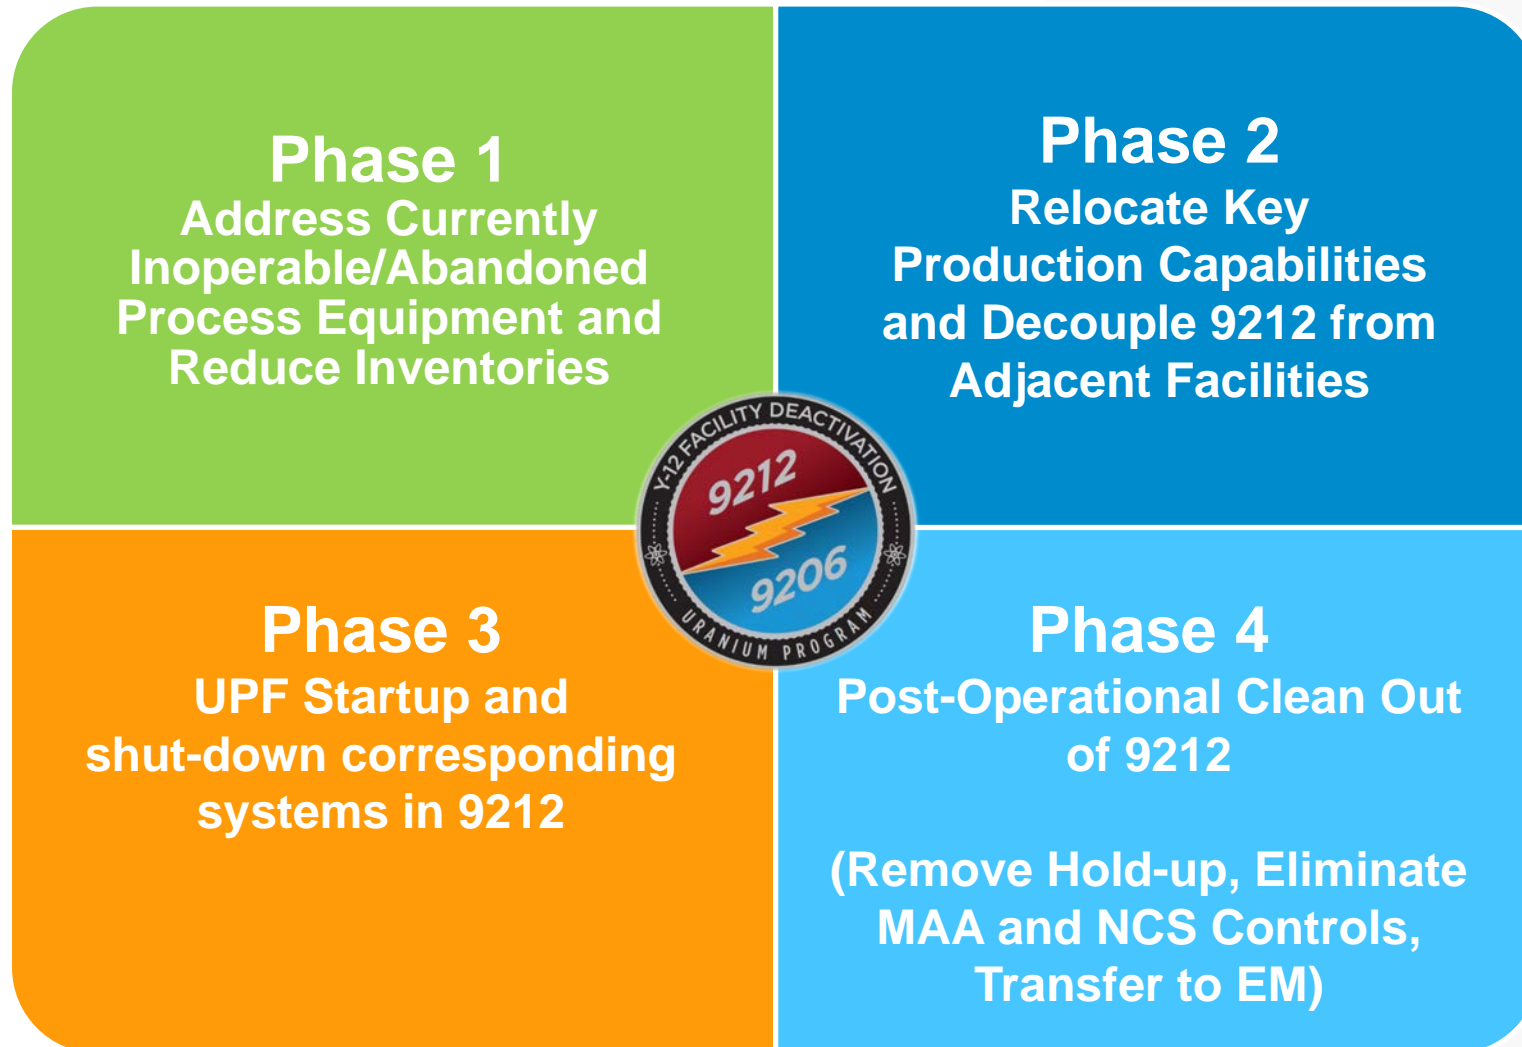 Phase 1
Address Currently
Inoperable/Abandoned
Process Equipment and
Reduce Inventories
Phase 2
Relocate Key
Production Capabilities
and Decouple 9212 from
Adjacent Facilities
Y-12 FACILITY DEACTIVATION
9212
9206
URANIUM PROGRAM
Phase 3
UPF Startup and
shut-down corresponding
systems in 9212
Phase 4
Post-Operational Clean Out
of 9212
(Remove Hold-up, Eliminate
MAA and NCS Controls,
Transfer to EM)